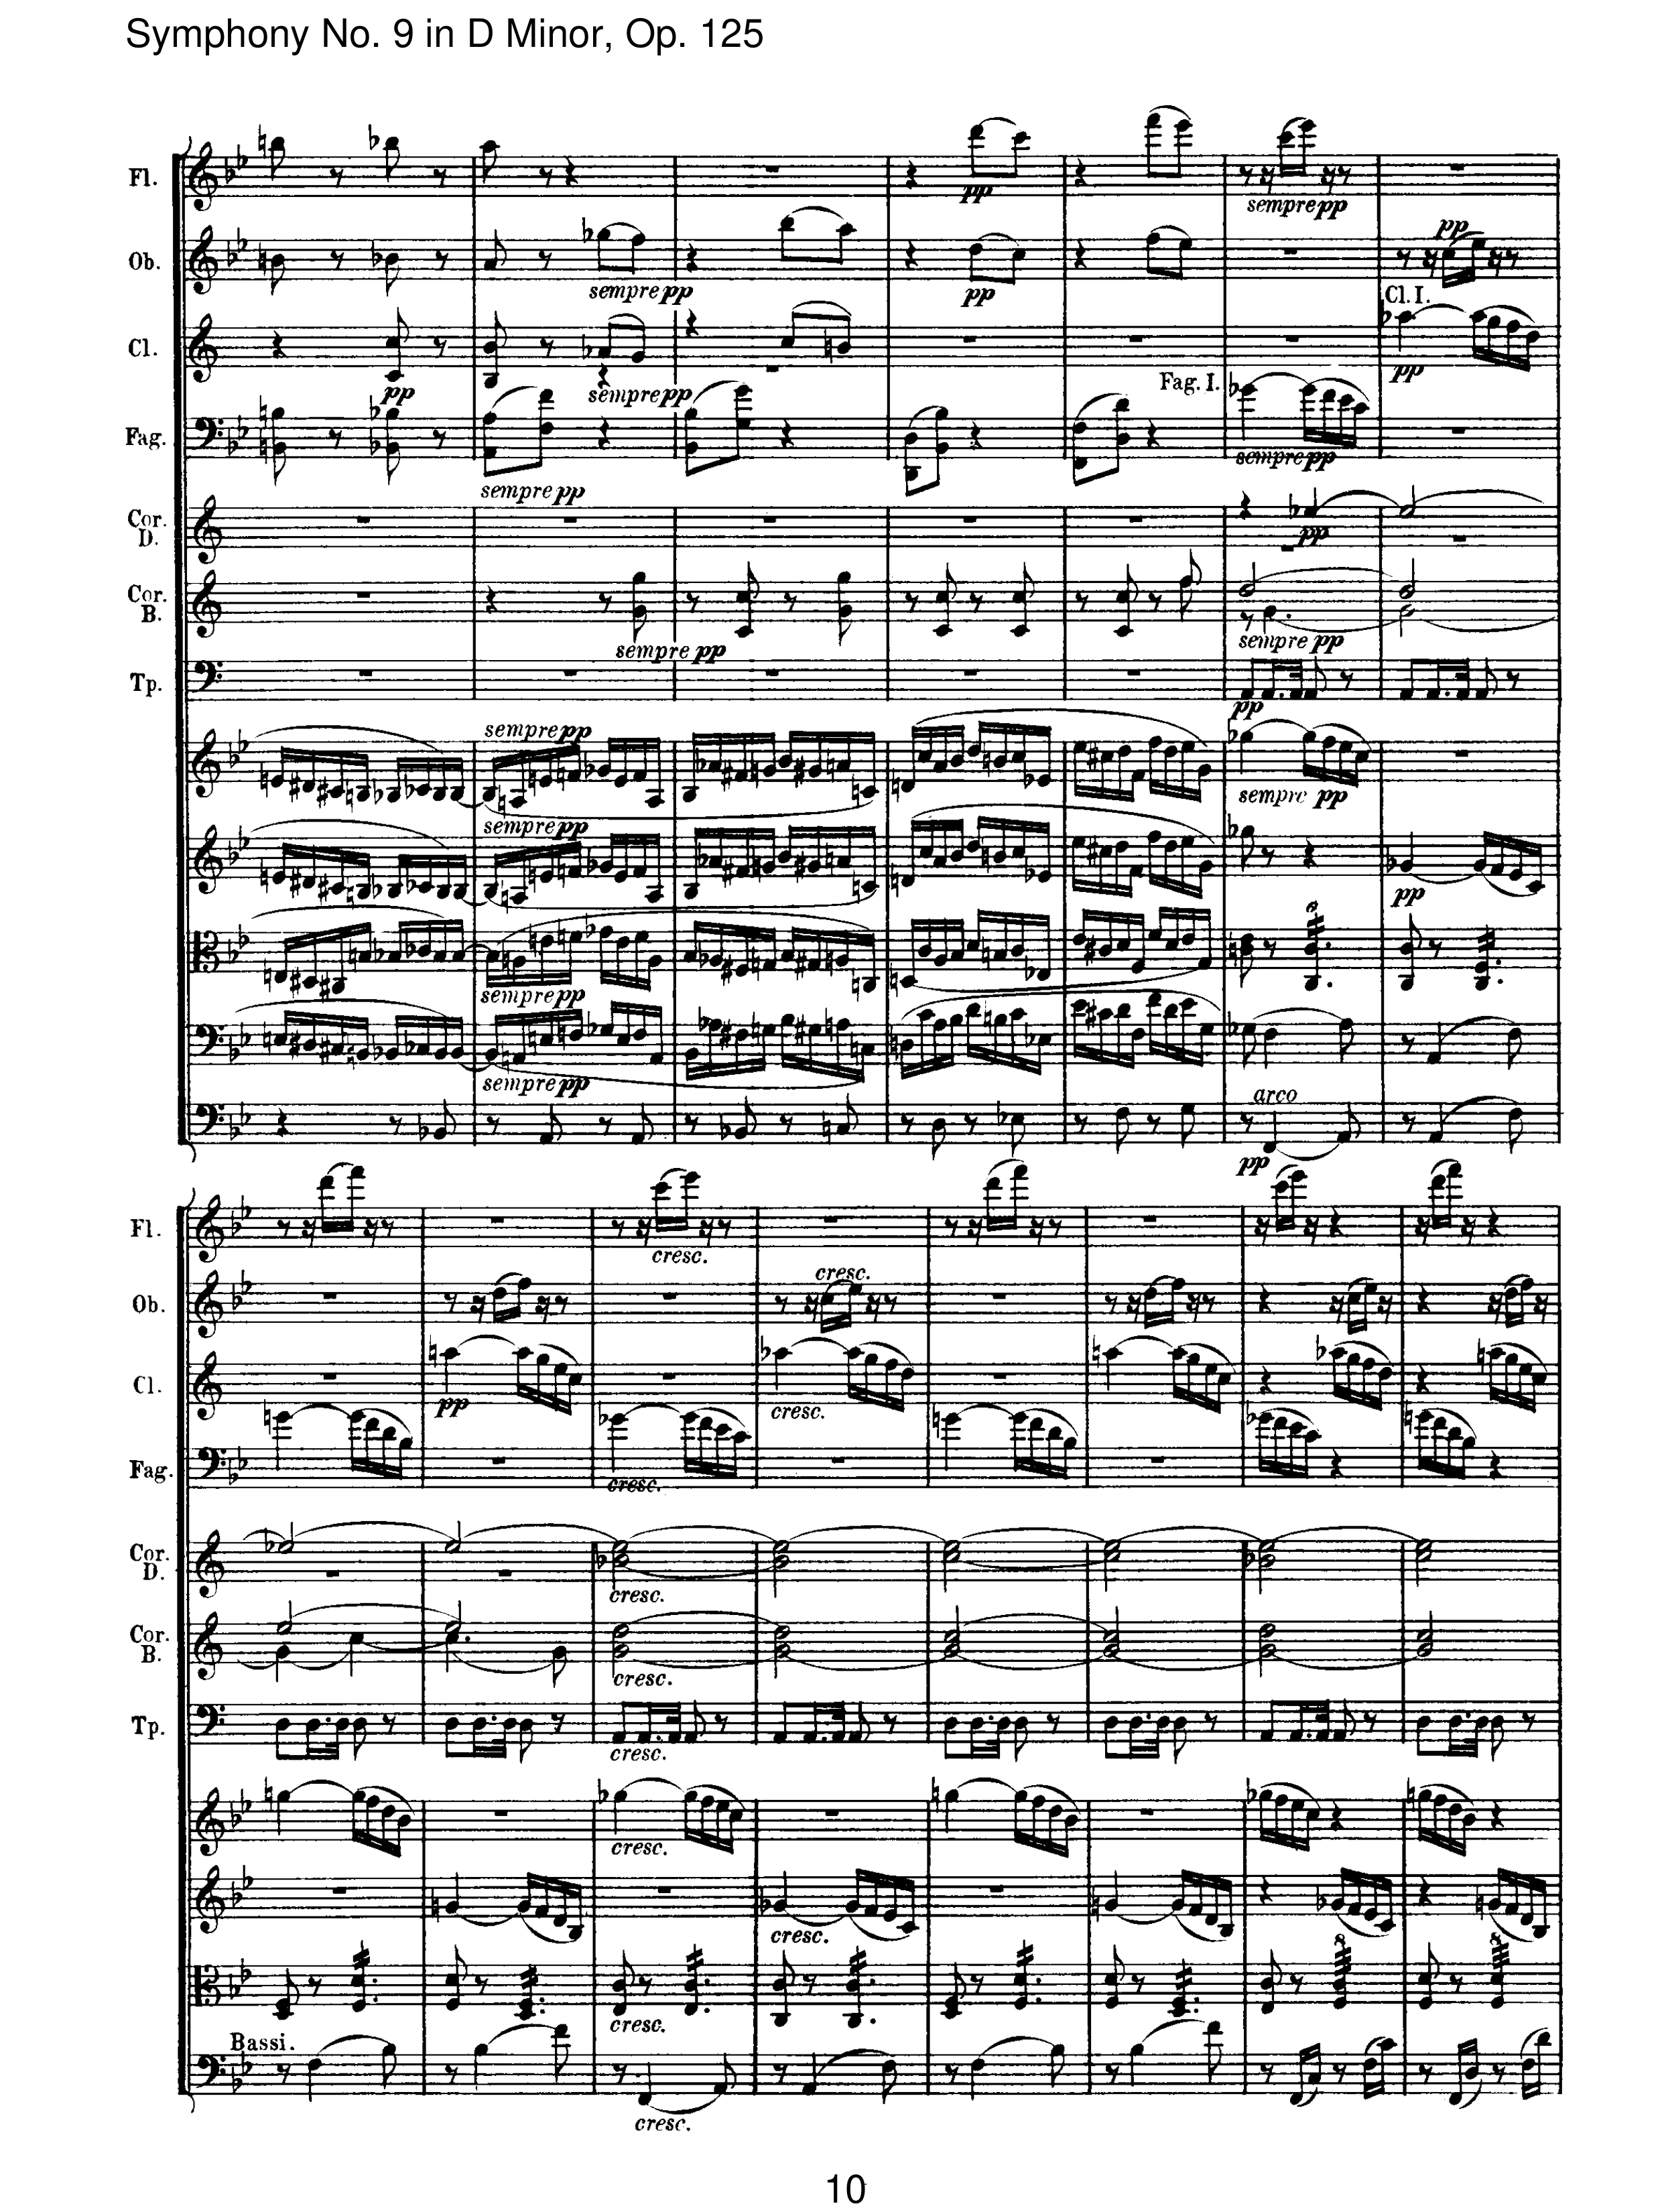 Symphony No. 9 in D Minor, Op. 125
Fl.
sempre pp
pp
Ob.
sempre pp
pp
pp
Cl. I.
Cl.
pp
sempre pp
pp
Fag. I.
Fag.
sempre pp
sempre pp
Cor. D.
pp
Cor. B.
sempre pp
sempre pp
Tp.
pp
sempre pp
sempre pp
sempre pp
pp
sempre pp
sempre pp
arco
pp
Fl.
cresc.
Ob.
cresc.
Cl.
pp
cresc.
Fag.
cresc.
Cor. D.
cresc.
Cor. B.
cresc.
Tp.
cresc.
cresc.
cresc.
cresc.
Bassi.
cresc.
10